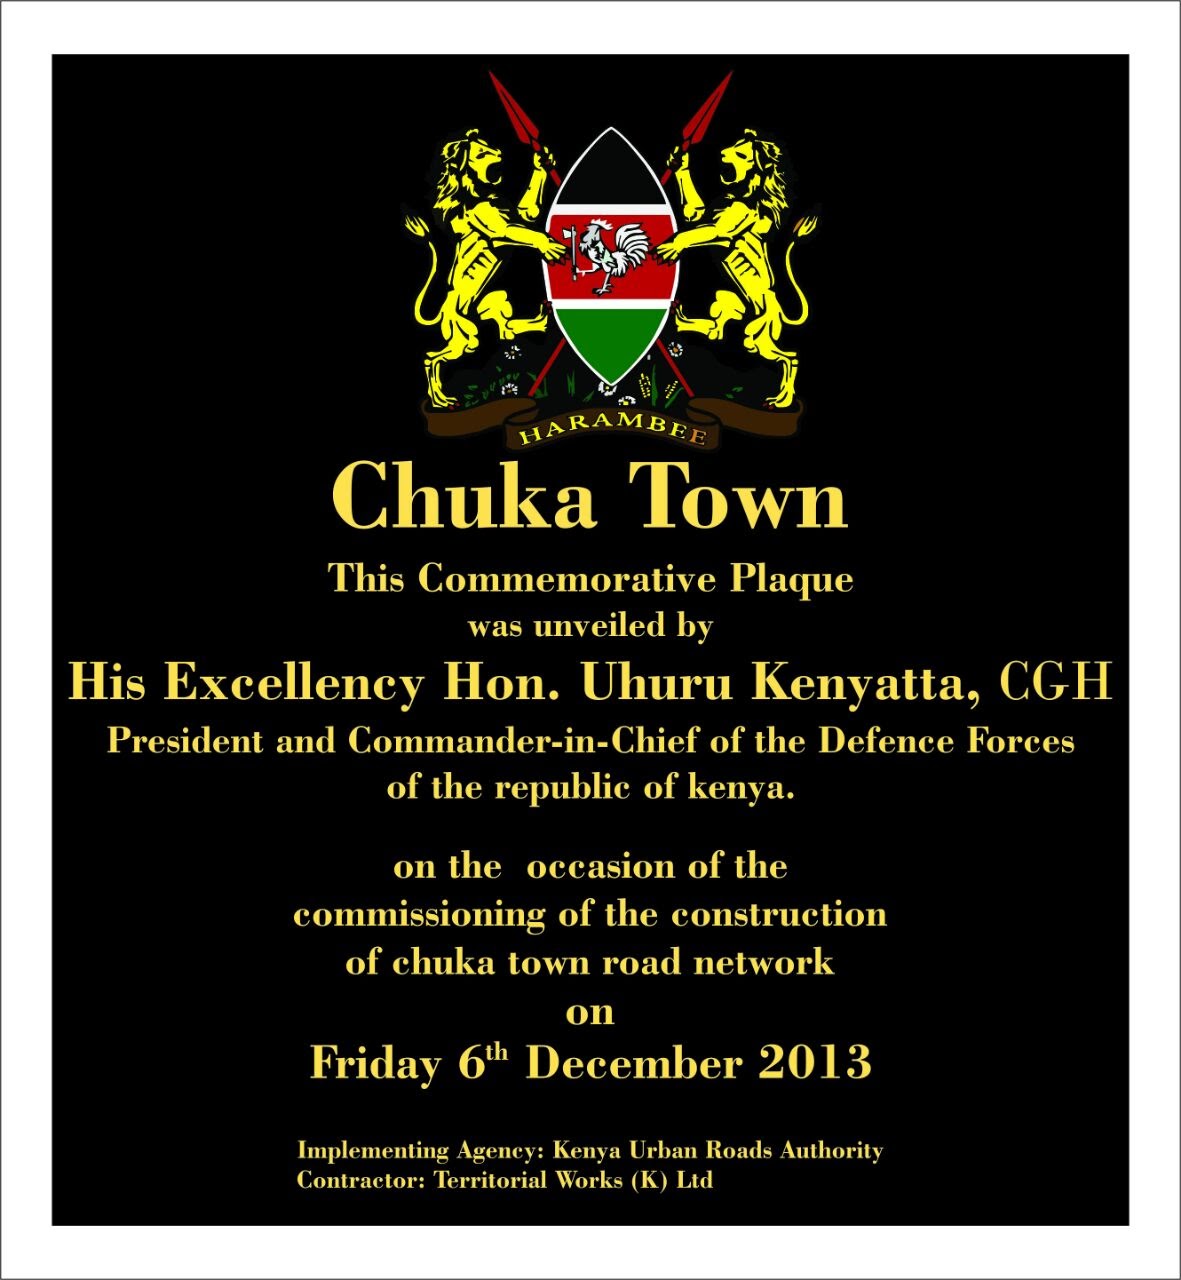 HARAMBEE
Chuka Town
This Commemorative Plaque
was unveiled by
His Excellency Hon. Uhuru Kenyatta, CGH
President and Commander-in-Chief of the Defence Forces
of the republic of kenya.
on the occasion of the
commissioning of the construction
of chuka town road network
on
Friday 6th December 2013
Implementing Agency: Kenya Urban Roads Authority
Contractor: Territorial Works (K) Ltd